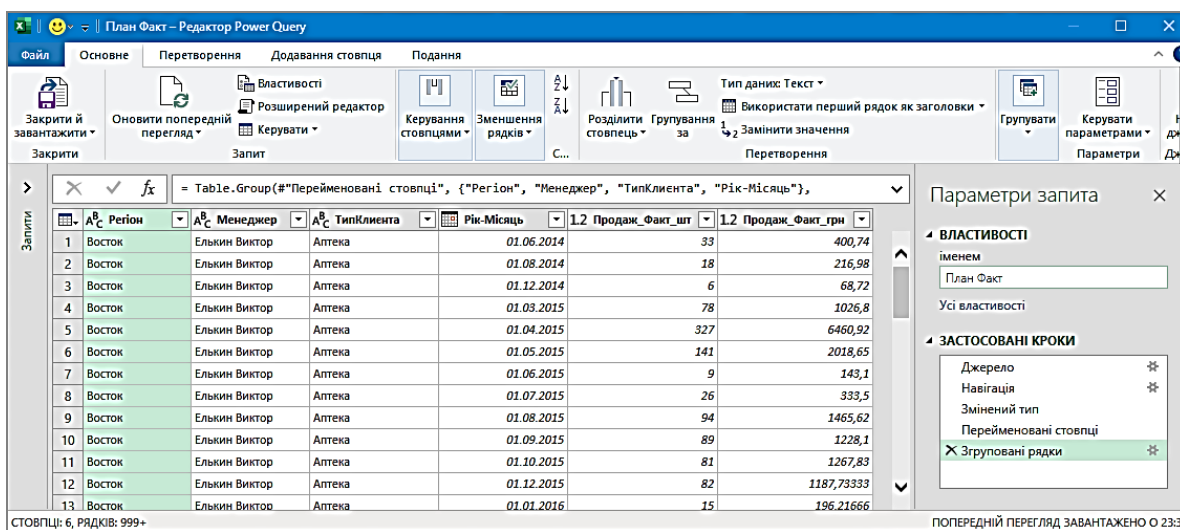 План Факт – Редактор Power Query
Файл Основне Перетворення Додавання стовпця Подання
Закрити й завантажити
Закрити
Оновити попередній перегляд
Властивості
Розширений редактор
Керувати
Запит
Керування стовпцями
Зменшення рядків
С...
Розділити стовпець
Групування за
Тип даних: Текст
Використати перший рядок як заголовки
Замінити значення
Перетворення
Групувати
Керувати параметрами
Параметри
Запити
= Table.Group(#"Перейменовані стовпці", {"Регіон", "Менеджер", "ТипКлиента", "Рік-Місяць"},
Регіон Менеджер ТипКлиента Рік-Місяць 1.2 Продаж_Факт_шт 1.2 Продаж_Факт_грн
1 Восток Елькин Виктор Аптека 01.06.2014 33 400,74
2 Восток Елькин Виктор Аптека 01.08.2014 18 216,98
3 Восток Елькин Виктор Аптека 01.12.2014 6 68,72
4 Восток Елькин Виктор Аптека 01.03.2015 78 1026,8
5 Восток Елькин Виктор Аптека 01.04.2015 327 6460,92
6 Восток Елькин Виктор Аптека 01.05.2015 141 2018,65
7 Восток Елькин Виктор Аптека 01.06.2015 9 143,1
8 Восток Елькин Виктор Аптека 01.07.2015 26 333,5
9 Восток Елькин Виктор Аптека 01.08.2015 94 1465,62
10 Восток Елькин Виктор Аптека 01.09.2015 89 1228,1
11 Восток Елькин Виктор Аптека 01.10.2015 81 1267,83
12 Восток Елькин Виктор Аптека 01.12.2015 82 1187,73333
13 Восток Елькин Виктор Аптека 01.01.2016 15 196,21666
Параметри запита
ВЛАСТИВОСТІ
іменем
План Факт
Усі властивості
ЗАСТОСОВАНІ КРОКИ
Джерело
Навігація
Змінений тип
Перейменовані стовпці
Згруповані рядки
СТОВПЦІ: 6, РЯДКІВ: 999+
ПОПЕРЕДНІЙ ПЕРЕГЛЯД ЗАВАНТАЖЕНО О 23:3